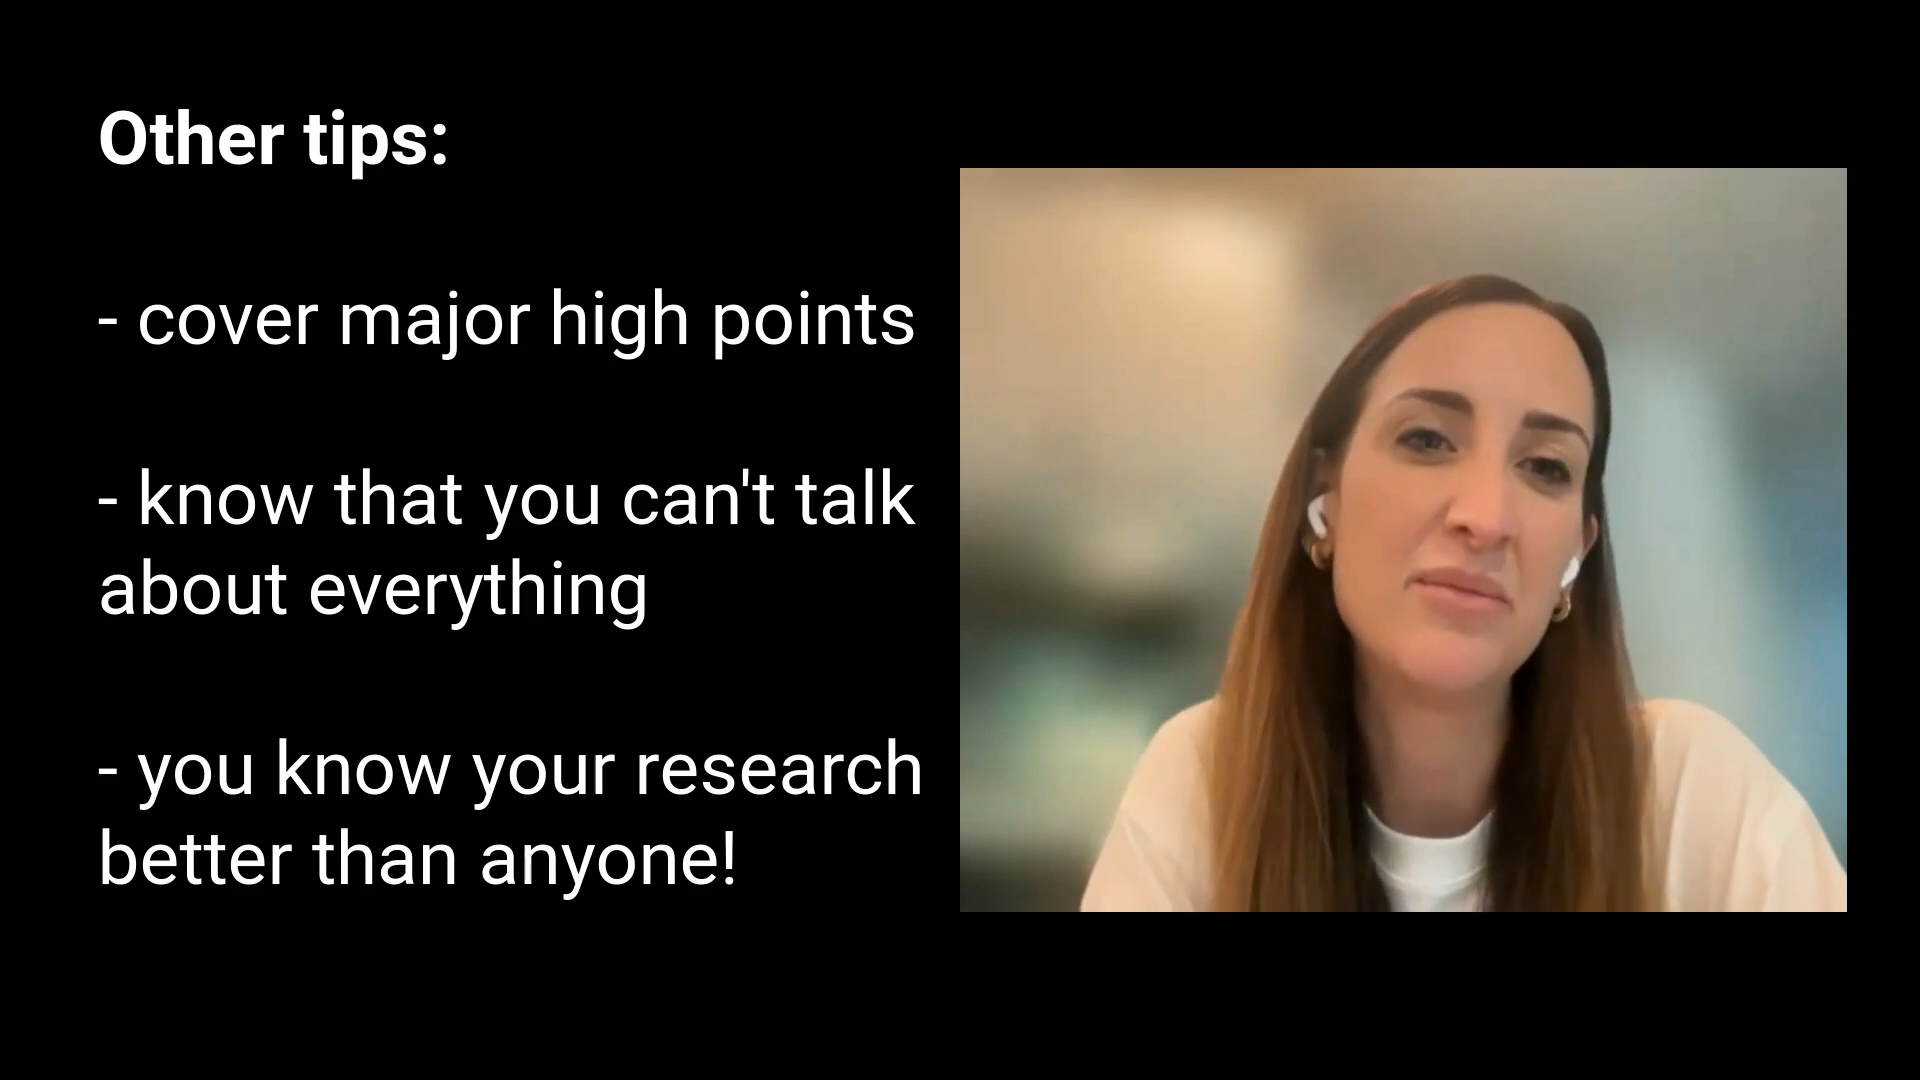 Other tips:
- cover major high points
- know that you can't talk
about everything
- you know your research
better than anyone!